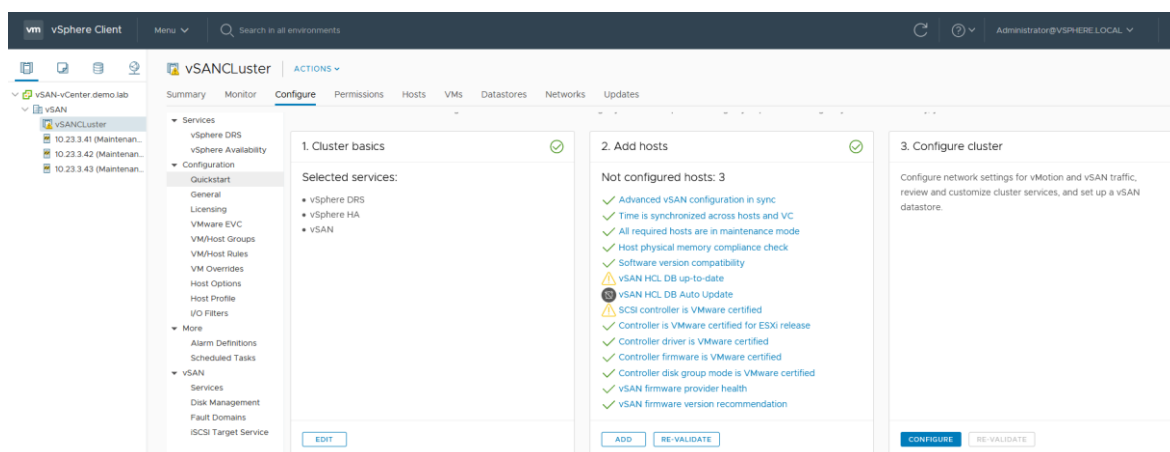 vm vSphere Client Menu Search in all environments Administrator@VSPHERE.LOCAL
vSANCLuster ACTIONS
Summary Monitor Configure Permissions Hosts VMs Datastores Networks Updates
vSAN-vCenter.demo.lab
vSAN
vSANCLuster
10.23.3.41 (Maintenan...
10.23.3.42 (Maintenan...
10.23.3.43 (Maintenan...
Services
vSphere DRS
vSphere Availability
Configuration
Quickstart
General
Licensing
VMware EVC
VM/Host Groups
VM/Host Rules
VM Overrides
Host Options
Host Profile
I/O Filters
More
Alarm Definitions
Scheduled Tasks
vSAN
Services
Disk Management
Fault Domains
iSCSI Target Service
1. Cluster basics
Selected services:
• vSphere DRS
• vSphere HA
• vSAN
EDIT
2. Add hosts
Not configured hosts: 3
Advanced vSAN configuration in sync
Time is synchronized across hosts and VC
All required hosts are in maintenance mode
Host physical memory compliance check
Software version compatibility
vSAN HCL DB up-to-date
vSAN HCL DB Auto Update
SCSI controller is VMware certified
Controller is VMware certified for ESXi release
Controller driver is VMware certified
Controller firmware is VMware certified
Controller disk group mode is VMware certified
vSAN firmware provider health
vSAN firmware version recommendation
ADD RE-VALIDATE
3. Configure cluster
Configure network settings for vMotion and vSAN traffic,
review and customize cluster services, and set up a vSAN
datastore.
CONFIGURE RE-VALIDATE